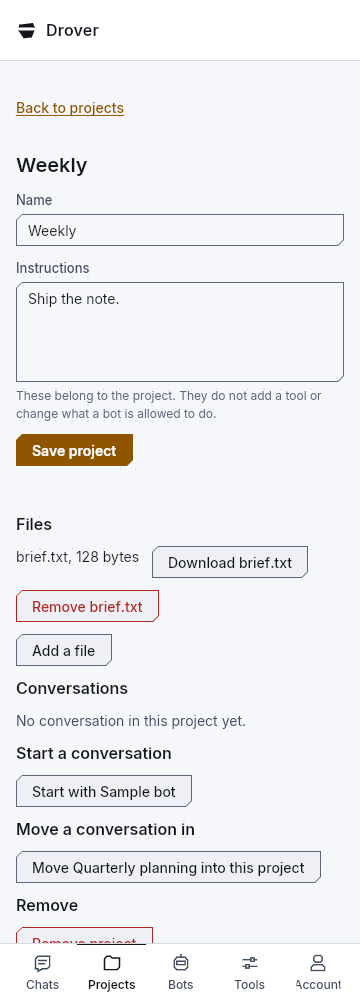 Drover
Back to projects
Weekly
Name
Weekly
Instructions
Ship the note.
These belong to the project. They do not add a tool or
change what a bot is allowed to do.
Save project
Files
brief.txt, 128 bytes
Download brief.txt
Remove brief.txt
Add a file
Conversations
No conversation in this project yet.
Start a conversation
Start with Sample bot
Move a conversation in
Move Quarterly planning into this project
Remove
Remove project
Chats
Projects
Bots
Tools
Account